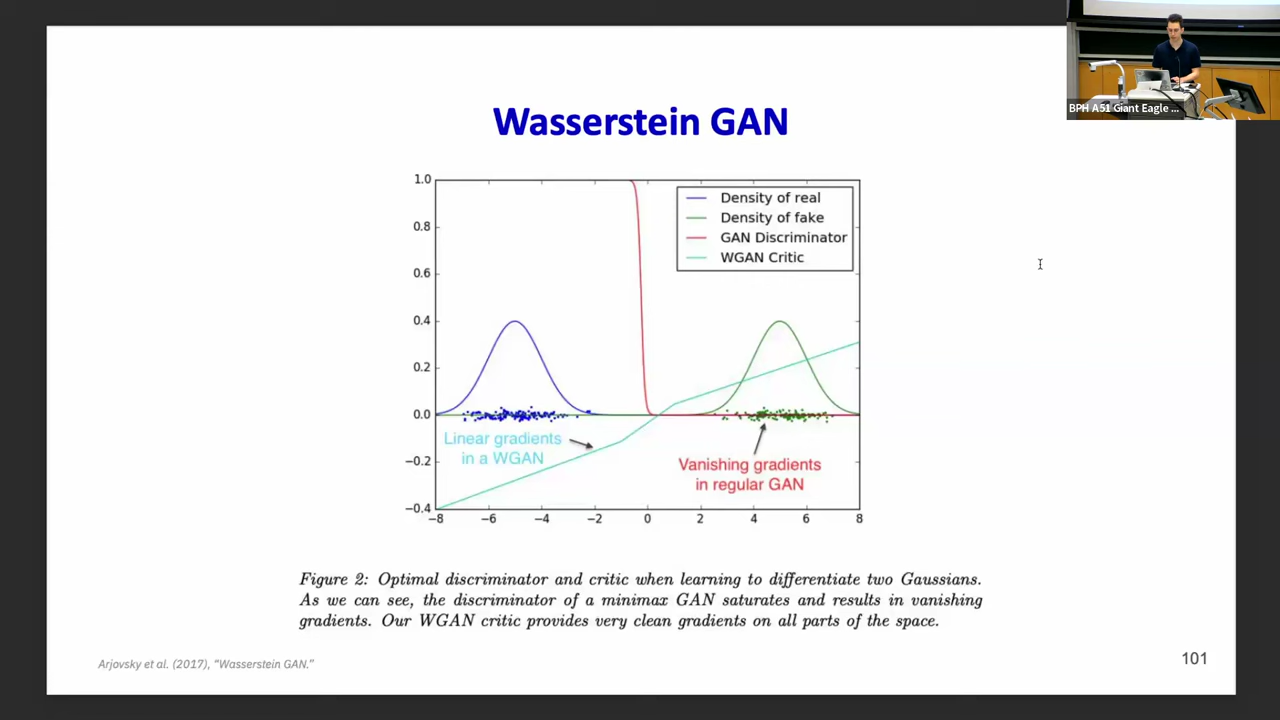 BPH A51 Giant Eagle ...
Wasserstein GAN
1.0
0.8
0.6
0.4
0.2
0.0
−0.2
−0.4
−8
−6
−4
−2
0
2
4
6
8
Density of real
Density of fake
GAN Discriminator
WGAN Critic
Linear gradients
in a WGAN
Vanishing gradients
in regular GAN
Figure 2: Optimal discriminator and critic when learning to differentiate two Gaussians.
As we can see, the discriminator of a minimax GAN saturates and results in vanishing
gradients. Our WGAN critic provides very clean gradients on all parts of the space.
Arjovsky et al. (2017), "Wasserstein GAN."
101